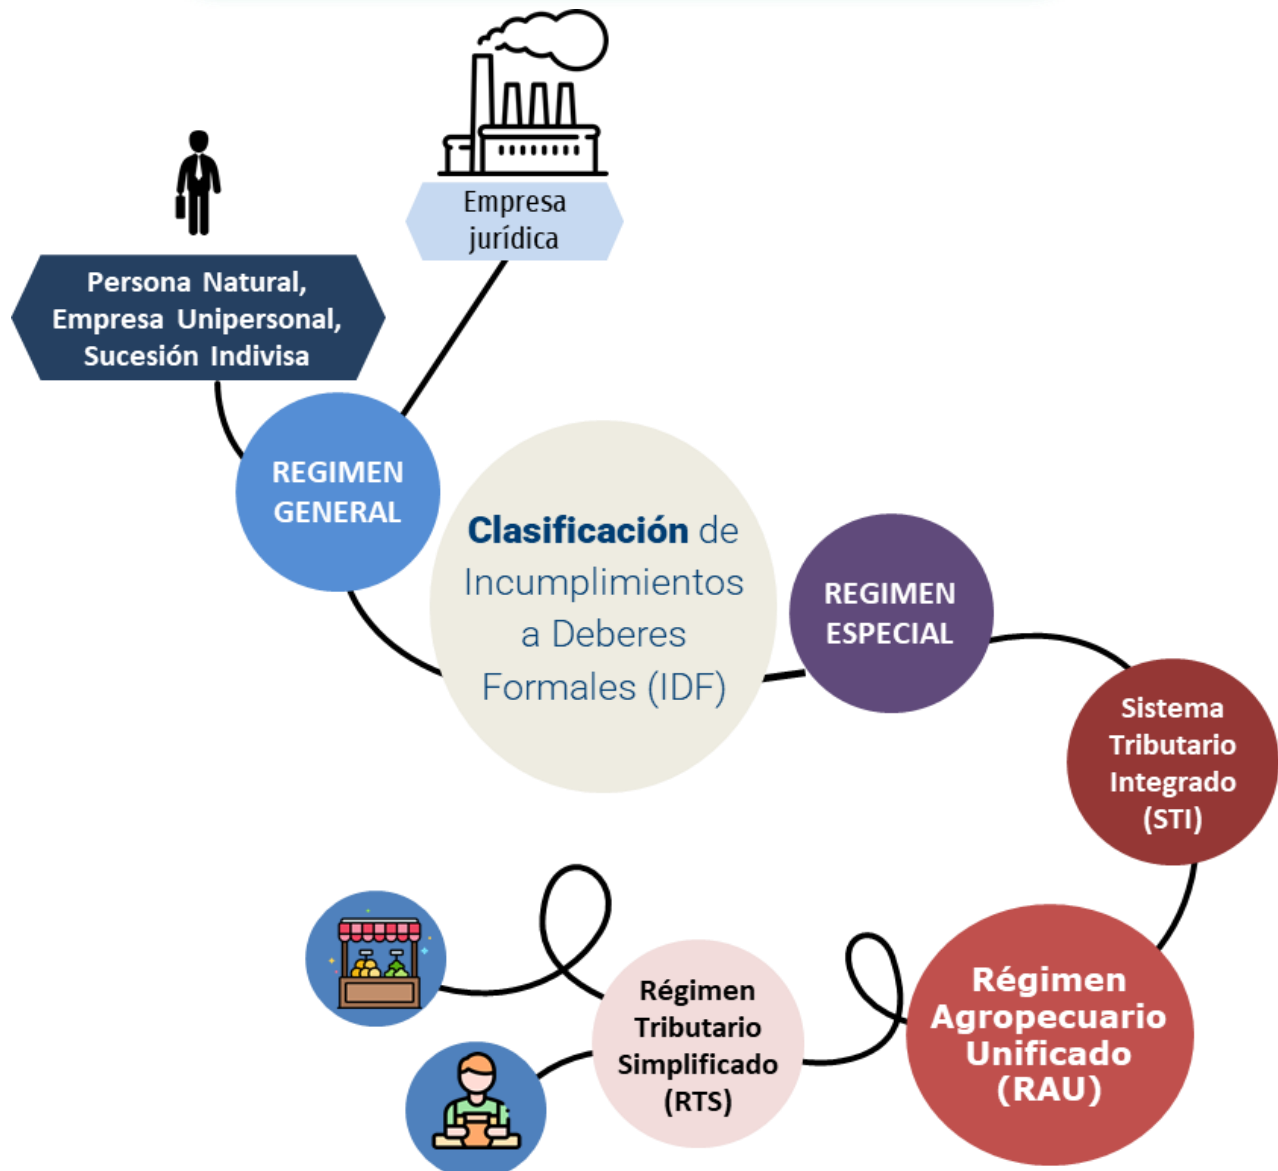 Empresa
jurídica
Persona Natural,
Empresa Unipersonal,
Sucesión Indivisa
REGIMEN
GENERAL
Clasificación de
Incumplimientos
a Deberes
Formales (IDF)
REGIMEN
ESPECIAL
Sistema
Tributario
Integrado
(STI)
Régimen
Agropecuario
Unificado
(RAU)
Régimen
Tributario
Simplificado
(RTS)